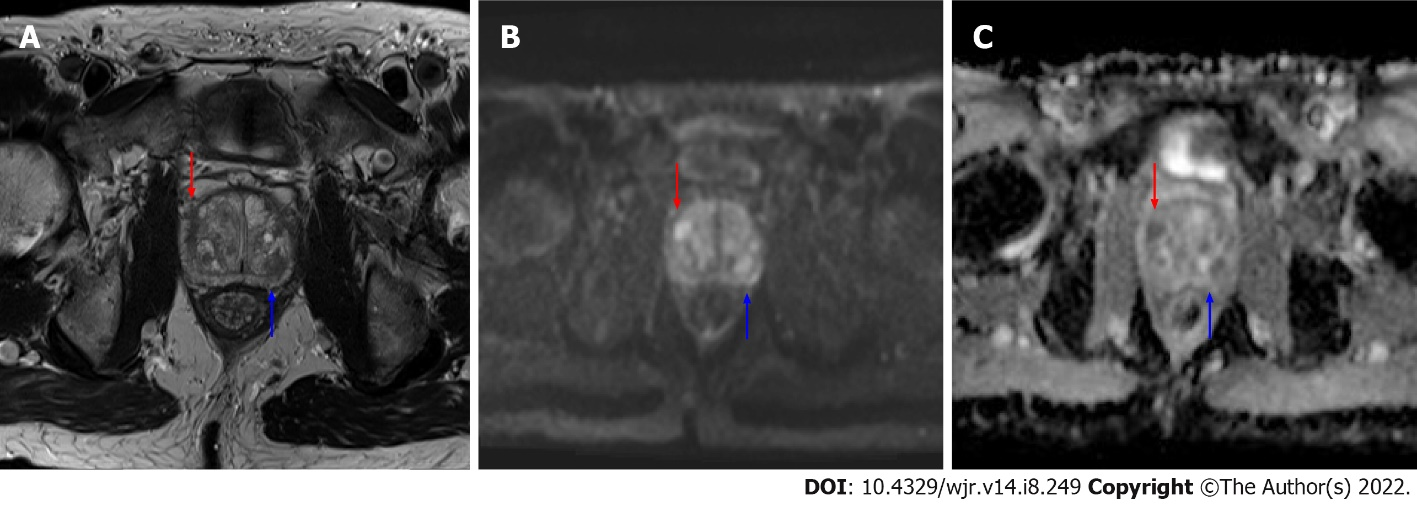 A
B
C
DOI: 10.4329/wjr.v14.i8.249 Copyright ©The Author(s) 2022.